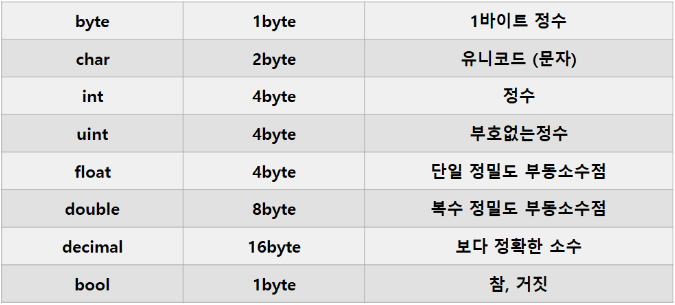 byte 1byte 1바이트 정수
char 2byte 유니코드 (문자)
int 4byte 정수
uint 4byte 부호없는정수
float 4byte 단일 정밀도 부동소수점
double 8byte 복수 정밀도 부동소수점
decimal 16byte 보다 정확한 소수
bool 1byte 참, 거짓